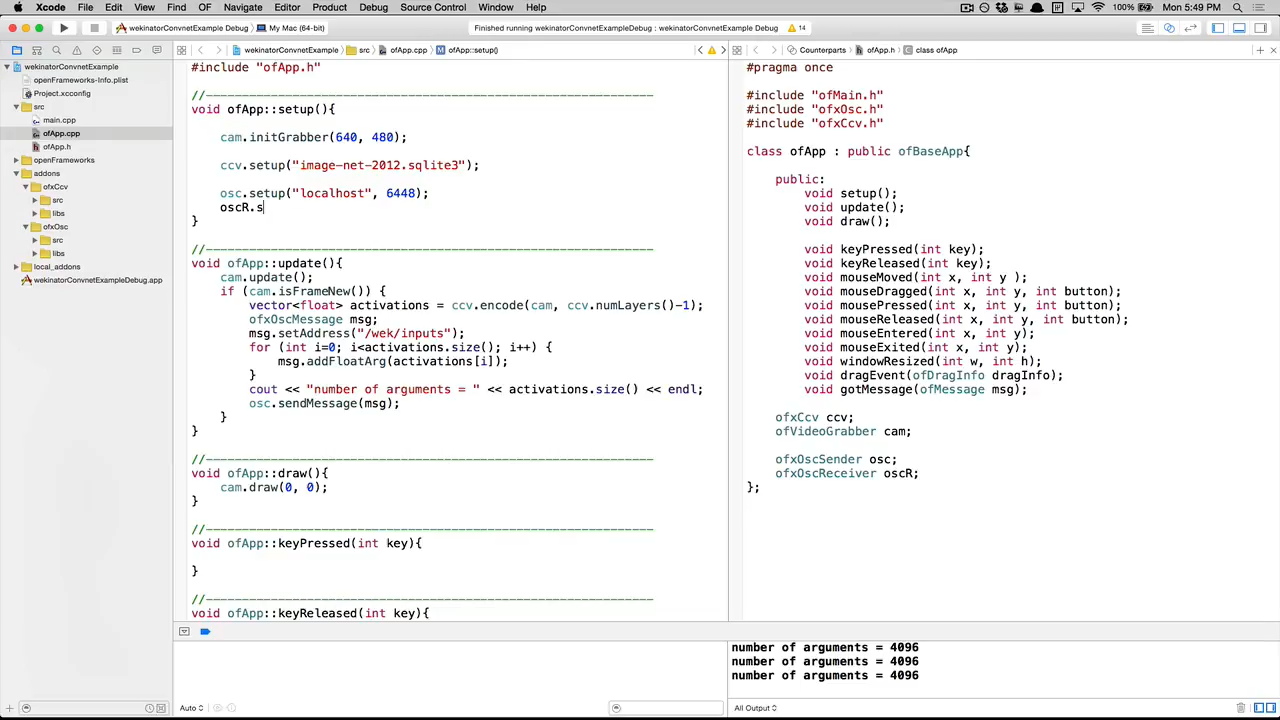 Xcode File Edit View Find OF Navigate Editor Product Debug Source Control Window Help 100% Mon 5:49 PM
wekinatorConvnetExample Debug My Mac (64-bit) Finished running wekinatorConvnetExampleDebug : wekinatorConvnetExample Debug 14
wekinatorConvnetExample src ofApp.cpp ofApp::setup() Counterparts ofApp.h class ofApp
wekinatorConvnetExample
openFrameworks-Info.plist
Project.xcconfig
src
main.cpp
ofApp.cpp
ofApp.h
openFrameworks
addons
ofxCcv
src
libs
ofxOsc
src
libs
local_addons
wekinatorConvnetExampleDebug.app
#include "ofApp.h"
//--------------------------------------------------------------
void ofApp::setup(){
cam.initGrabber(640, 480);
ccv.setup("image-net-2012.sqlite3");
osc.setup("localhost", 6448);
oscR.s
}
//--------------------------------------------------------------
void ofApp::update(){
cam.update();
if (cam.isFrameNew()) {
vector<float> activations = ccv.encode(cam, ccv.numLayers()-1);
ofxOscMessage msg;
msg.setAddress("/wek/inputs");
for (int i=0; i<activations.size(); i++) {
msg.addFloatArg(activations[i]);
}
cout << "number of arguments = " << activations.size() << endl;
osc.sendMessage(msg);
}
}
//--------------------------------------------------------------
void ofApp::draw(){
cam.draw(0, 0);
}
//--------------------------------------------------------------
void ofApp::keyPressed(int key){
}
//--------------------------------------------------------------
void ofApp::keyReleased(int key){
#pragma once
#include "ofMain.h"
#include "ofxOsc.h"
#include "ofxCcv.h"
class ofApp : public ofBaseApp{
public:
void setup();
void update();
void draw();
void keyPressed(int key);
void keyReleased(int key);
void mouseMoved(int x, int y );
void mouseDragged(int x, int y, int button);
void mousePressed(int x, int y, int button);
void mouseReleased(int x, int y, int button);
void mouseEntered(int x, int y);
void mouseExited(int x, int y);
void windowResized(int w, int h);
void dragEvent(ofDragInfo dragInfo);
void gotMessage(ofMessage msg);
ofxCcv ccv;
ofVideoGrabber cam;
ofxOscSender osc;
ofxOscReceiver oscR;
};
number of arguments = 4096
number of arguments = 4096
number of arguments = 4096
Auto
All Output